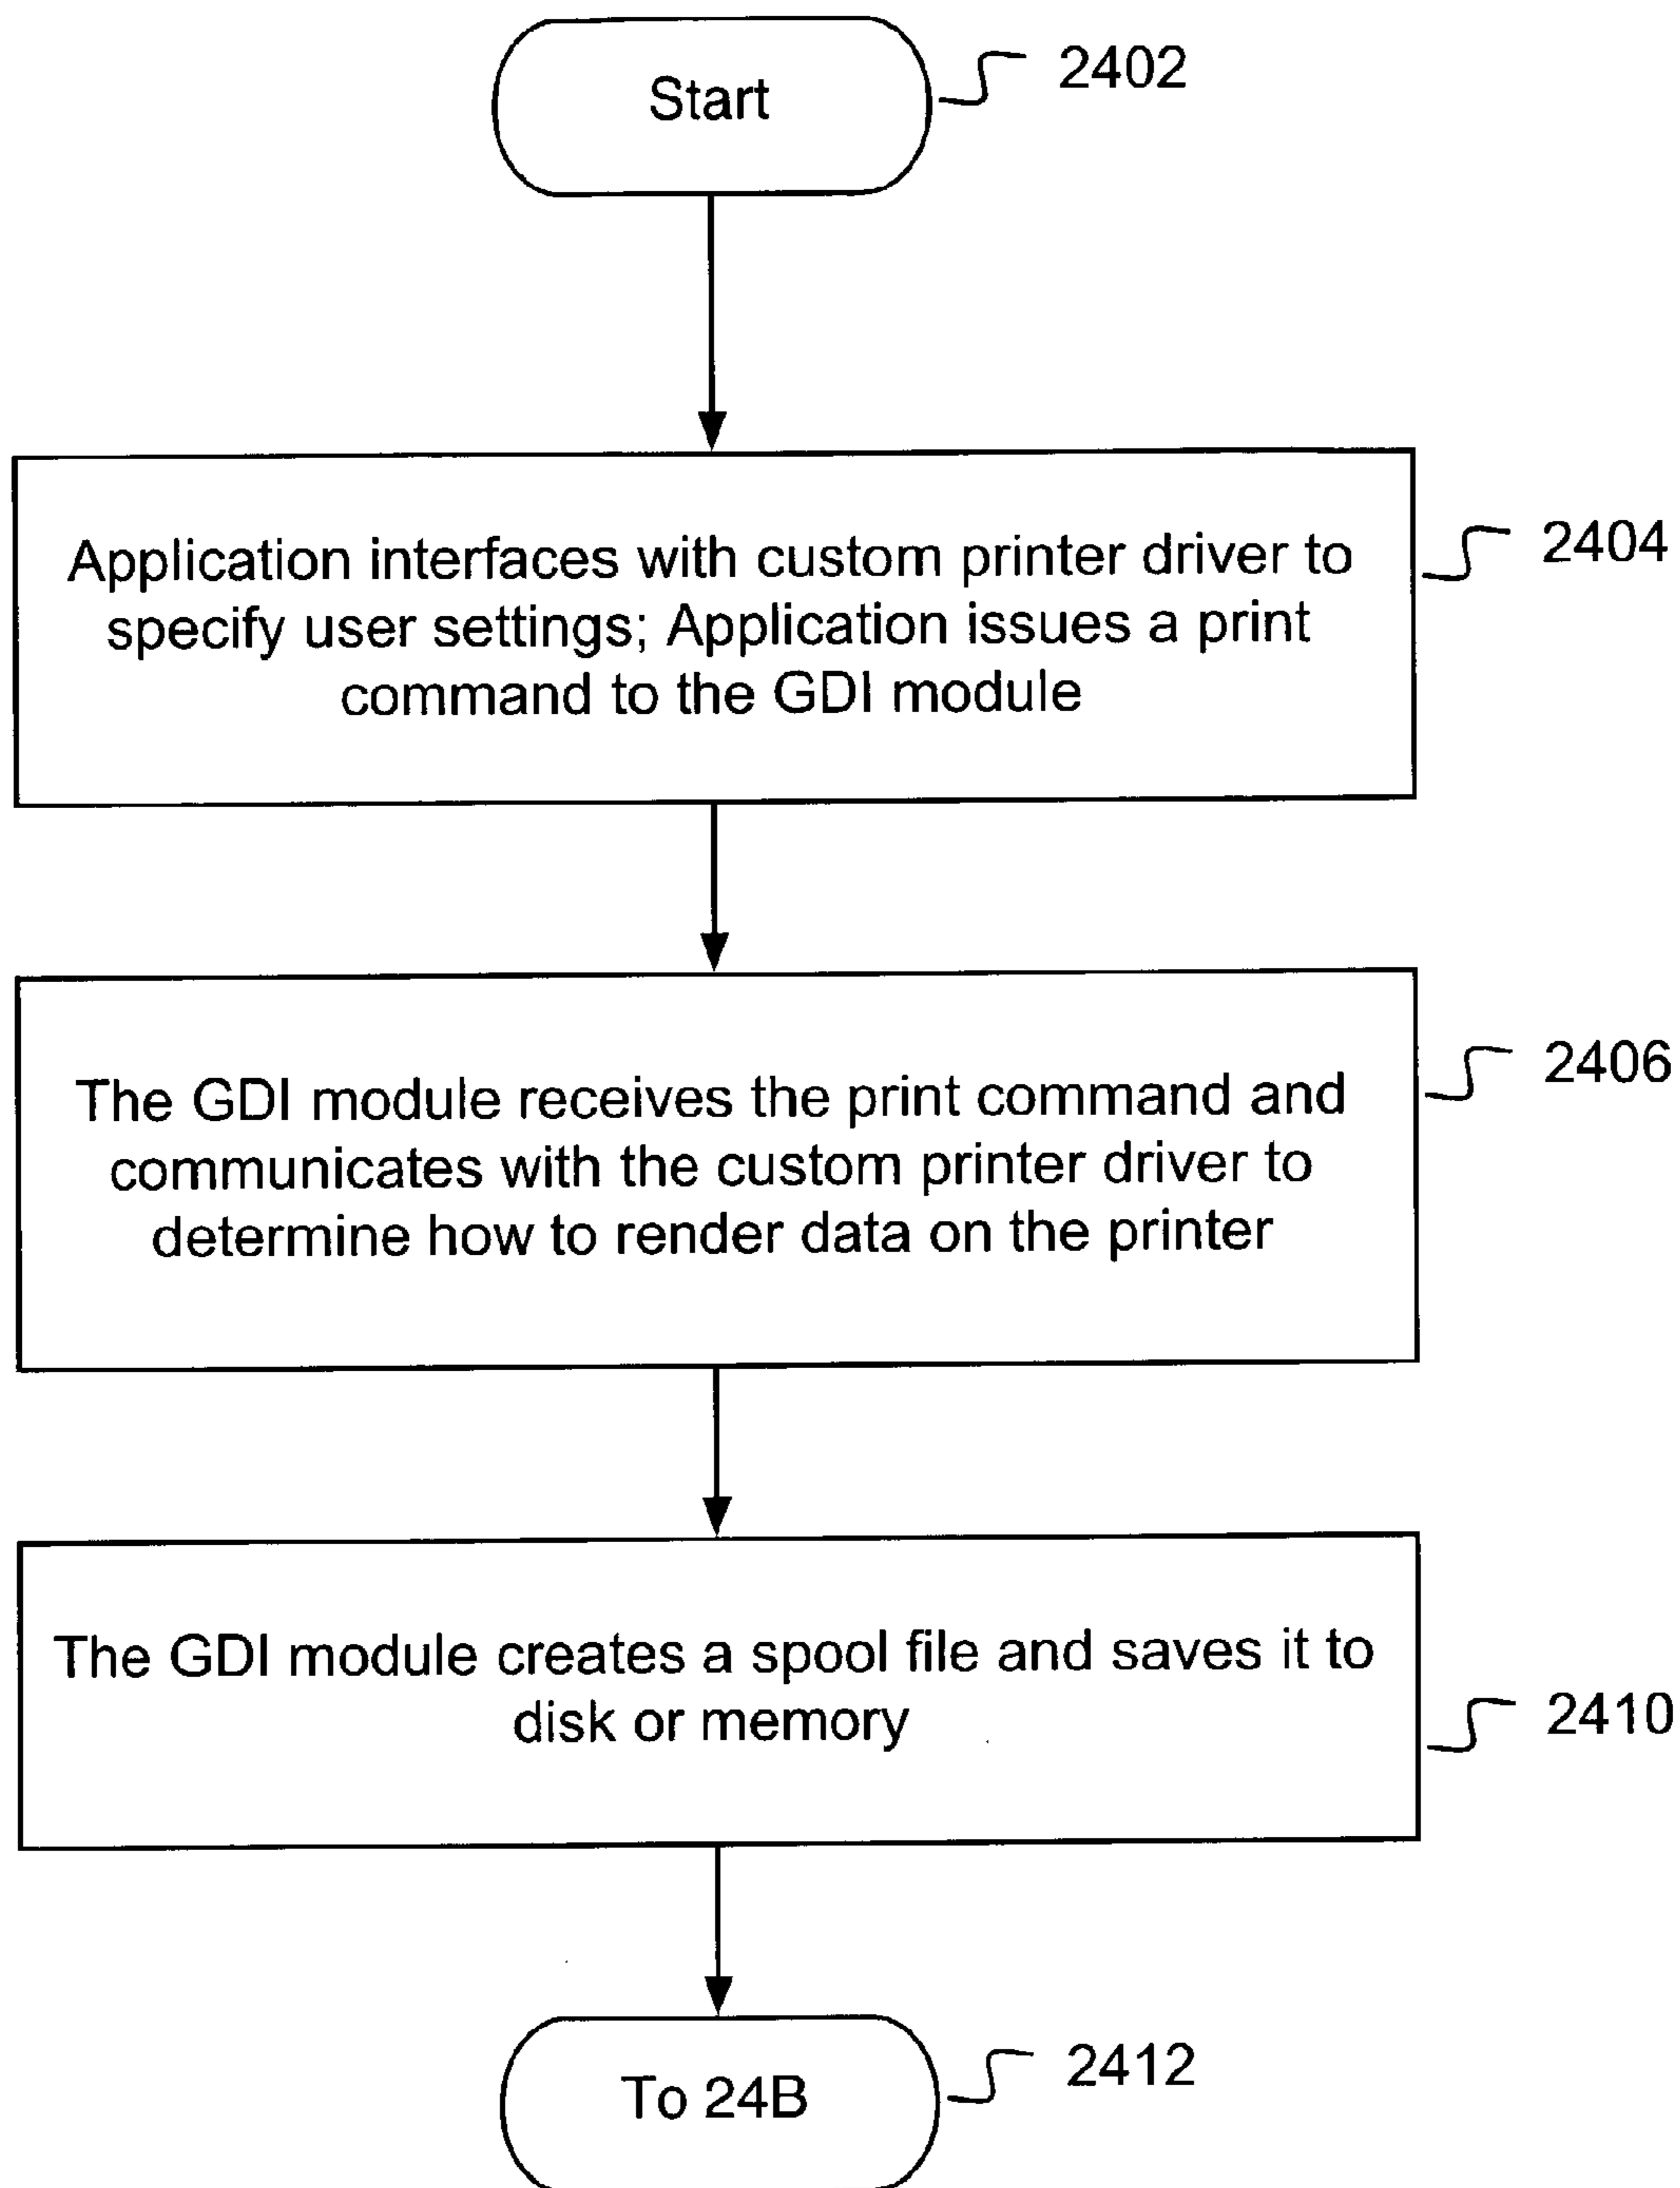 Start
2402
Application interfaces with custom printer driver to
specify user settings; Application issues a print
command to the GDI module
2404
The GDI module receives the print command and
communicates with the custom printer driver to
determine how to render data on the printer
2406
The GDI module creates a spool file and saves it to
disk or memory
2410
To 24B
2412